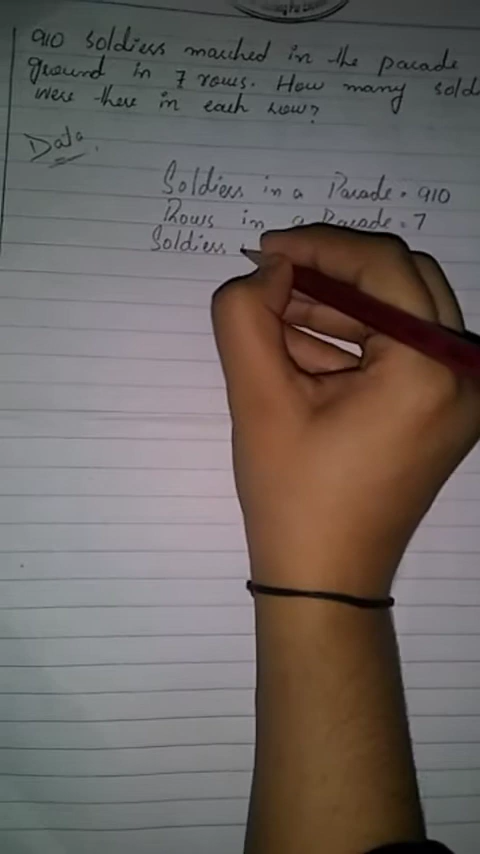 910 soldiers marched in the parade
ground in 7 rows. How many sold
were there in each row?
Data.
Soldiers in a Parade = 910
Rows in a Parade = 7
Soldiers